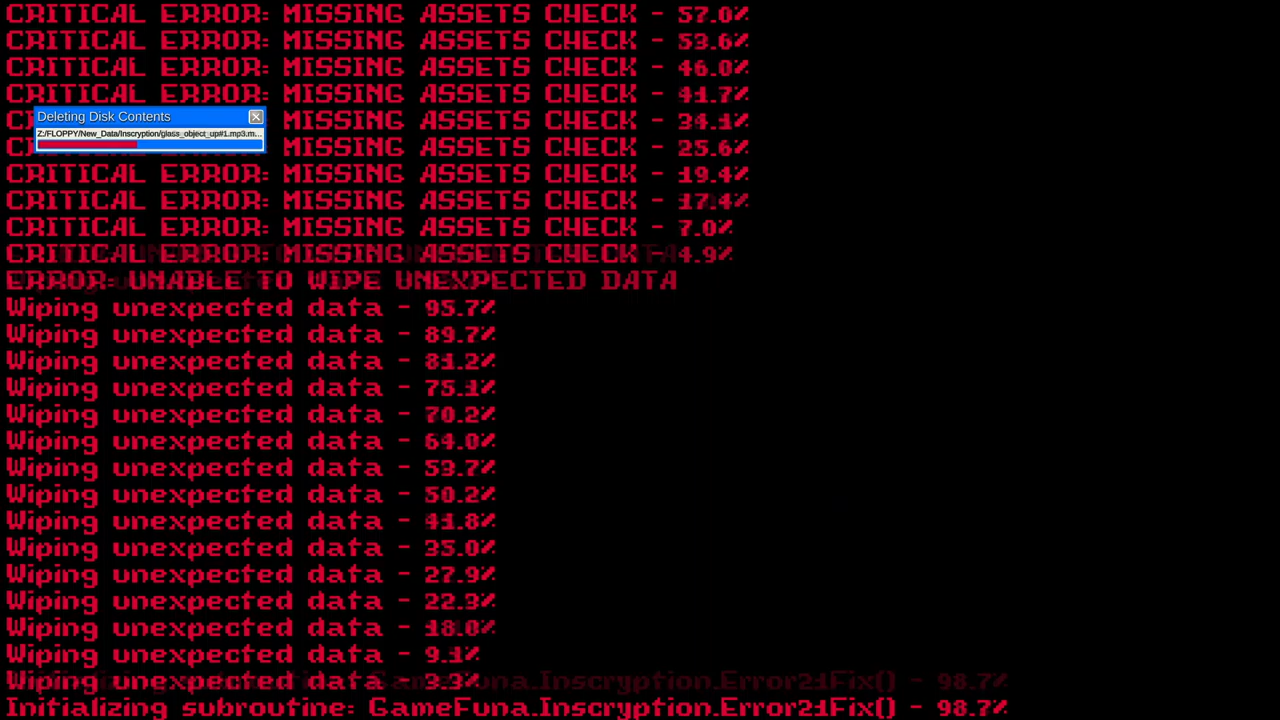 CRITICAL ERROR: MISSING ASSETS CHECK - 57.0%
CRITICAL ERROR: MISSING ASSETS CHECK - 53.6%
CRITICAL ERROR: MISSING ASSETS CHECK - 46.0%
CRITICAL ERROR: MISSING ASSETS CHECK - 41.7%
Deleting Disk Contents
Z:/FLOPPY/New_Data/Inscryption/glass_object_up#1.mp3.m...
MISSING ASSETS CHECK - 34.1%
MISSING ASSETS CHECK - 25.6%
CRITICAL ERROR: MISSING ASSETS CHECK - 19.4%
CRITICAL ERROR: MISSING ASSETS CHECK - 17.4%
CRITICAL ERROR: MISSING ASSETS CHECK - 7.0%
CRITICAL ERROR: MISSING ASSETS CHECK - 4.9%
ERROR: UNABLE TO WIPE UNEXPECTED DATA
Wiping unexpected data - 95.7%
Wiping unexpected data - 89.7%
Wiping unexpected data - 81.2%
Wiping unexpected data - 75.1%
Wiping unexpected data - 70.2%
Wiping unexpected data - 64.0%
Wiping unexpected data - 53.7%
Wiping unexpected data - 50.2%
Wiping unexpected data - 41.8%
Wiping unexpected data - 35.0%
Wiping unexpected data - 27.9%
Wiping unexpected data - 22.3%
Wiping unexpected data - 18.0%
Wiping unexpected data - 9.1%
Wiping unexpected data - 3.3%
Initializing subroutine: GameFuna.Inscryption.Error21Fix() - 98.7%